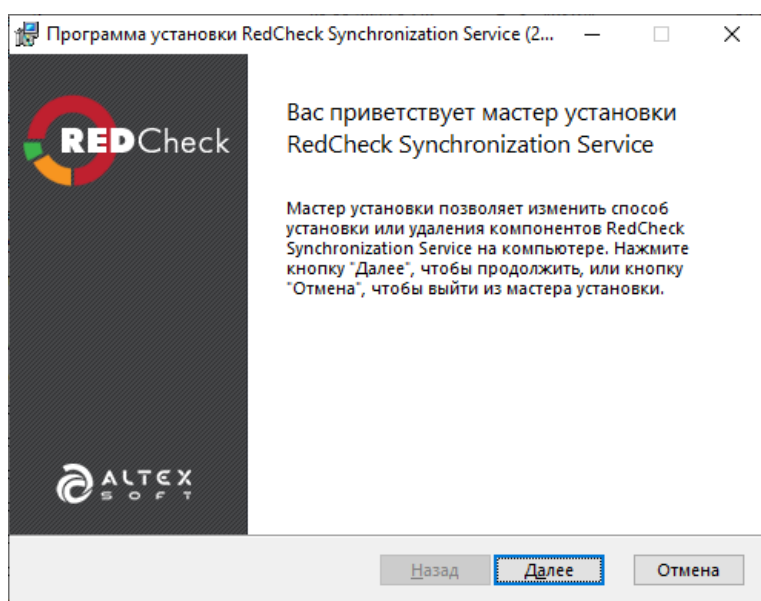 Программа установки RedCheck Synchronization Service (2...
REDCheck
Вас приветствует мастер установки
RedCheck Synchronization Service
Мастер установки позволяет изменить способ
установки или удаления компонентов RedCheck
Synchronization Service на компьютере. Нажмите
кнопку "Далее", чтобы продолжить, или кнопку
"Отмена", чтобы выйти из мастера установки.
ALTEX
SOFT
Назад Далее Отмена